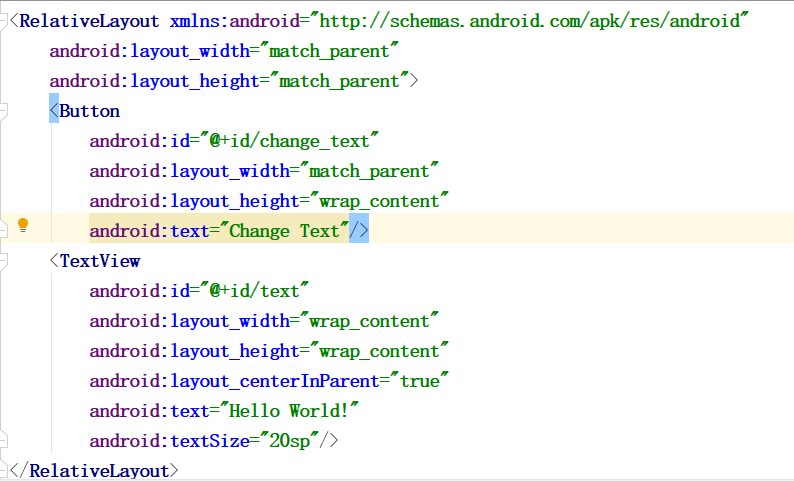 <RelativeLayout xmlns:android="http://schemas.android.com/apk/res/android"
    android:layout_width="match_parent"
    android:layout_height="match_parent">
    <Button
        android:id="@+id/change_text"
        android:layout_width="match_parent"
        android:layout_height="wrap_content"
        android:text="Change Text"/>
    <TextView
        android:id="@+id/text"
        android:layout_width="wrap_content"
        android:layout_height="wrap_content"
        android:layout_centerInParent="true"
        android:text="Hello World!"
        android:textSize="20sp"/>
</RelativeLayout>